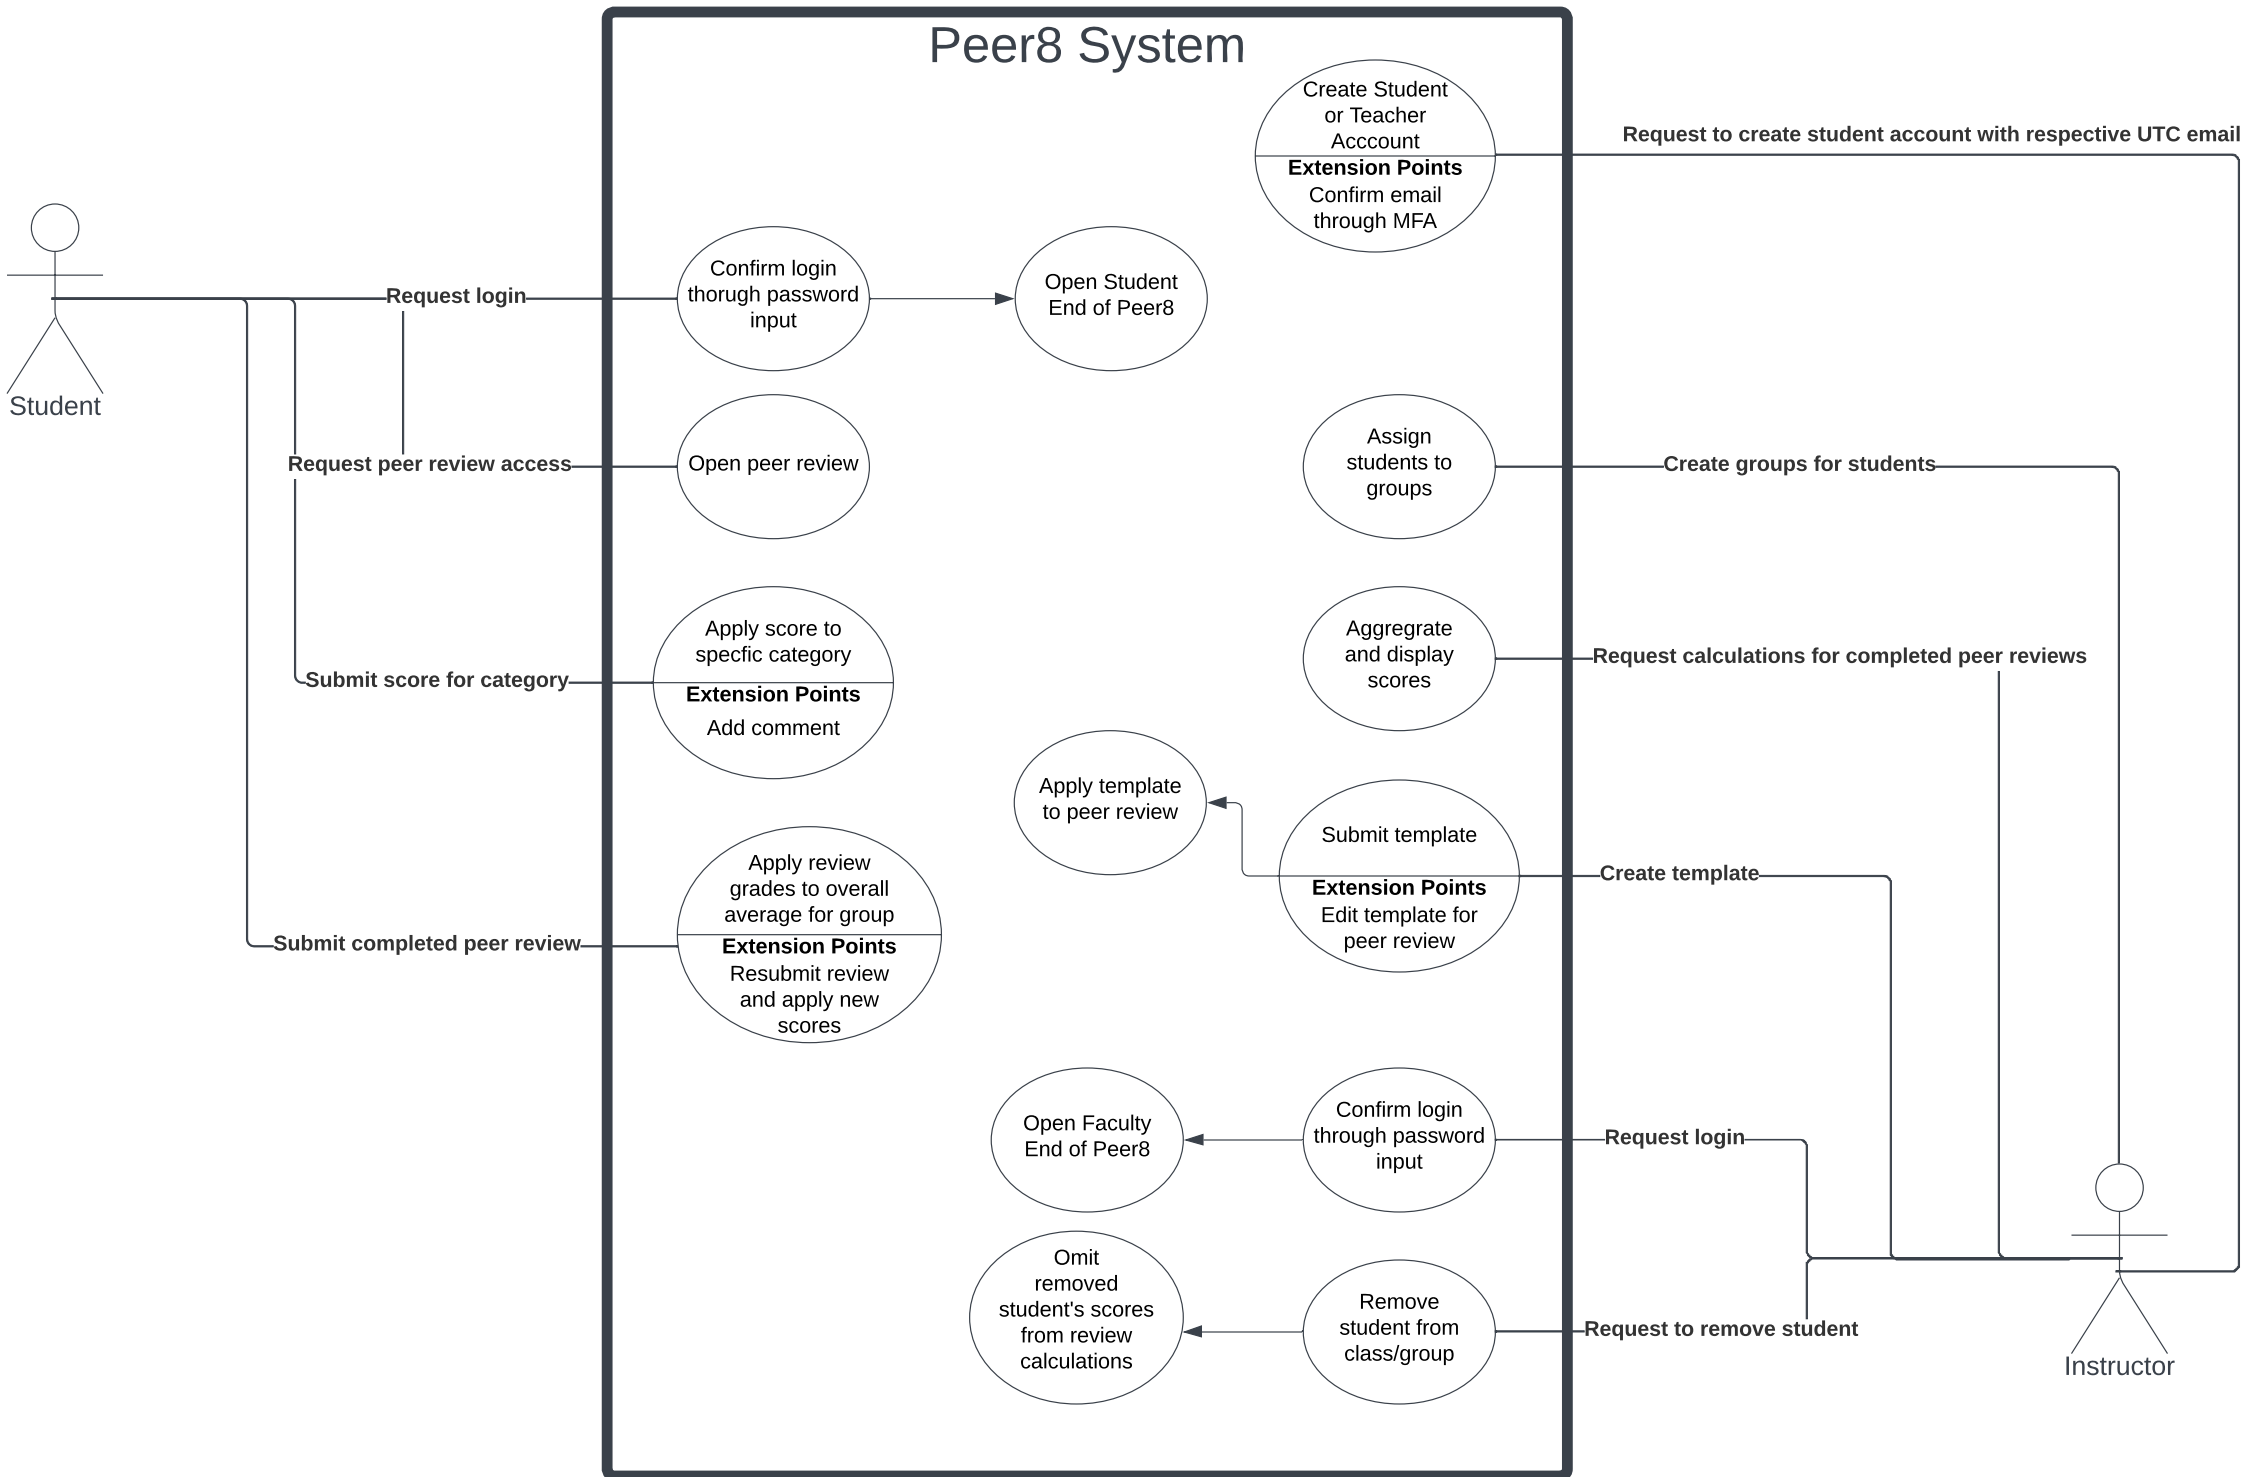 Peer8 System
Create Student
or Teacher
Acccount
Extension Points
Confirm email
through MFA
Request to create student account with respective UTC email
Student
Request login
Confirm login
thorugh password
input
Open Student
End of Peer8
Request peer review access
Open peer review
Assign
students to
groups
Create groups for students
Submit score for category
Apply score to
specfic category
Extension Points
Add comment
Aggregrate
and display
scores
Request calculations for completed peer reviews
Apply template
to peer review
Submit template
Extension Points
Edit template for
peer review
Create template
Submit completed peer review
Apply review
grades to overall
average for group
Extension Points
Resubmit review
and apply new
scores
Open Faculty
End of Peer8
Confirm login
through password
input
Request login
Omit
removed
student's scores
from review
calculations
Remove
student from
class/group
Request to remove student
Instructor